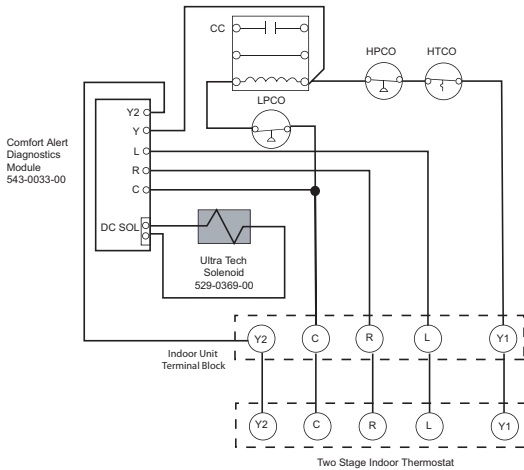 CC
HPCO
HTCO
LPCO
Y2
Y
L
R
C
DC SOL
Comfort Alert
Diagnostics
Module
543-0033-00
Ultra Tech
Solenoid
529-0369-00
Indoor Unit
Terminal Block
Y2
C
R
L
Y1
Y2
C
R
L
Y1
Two Stage Indoor Thermostat